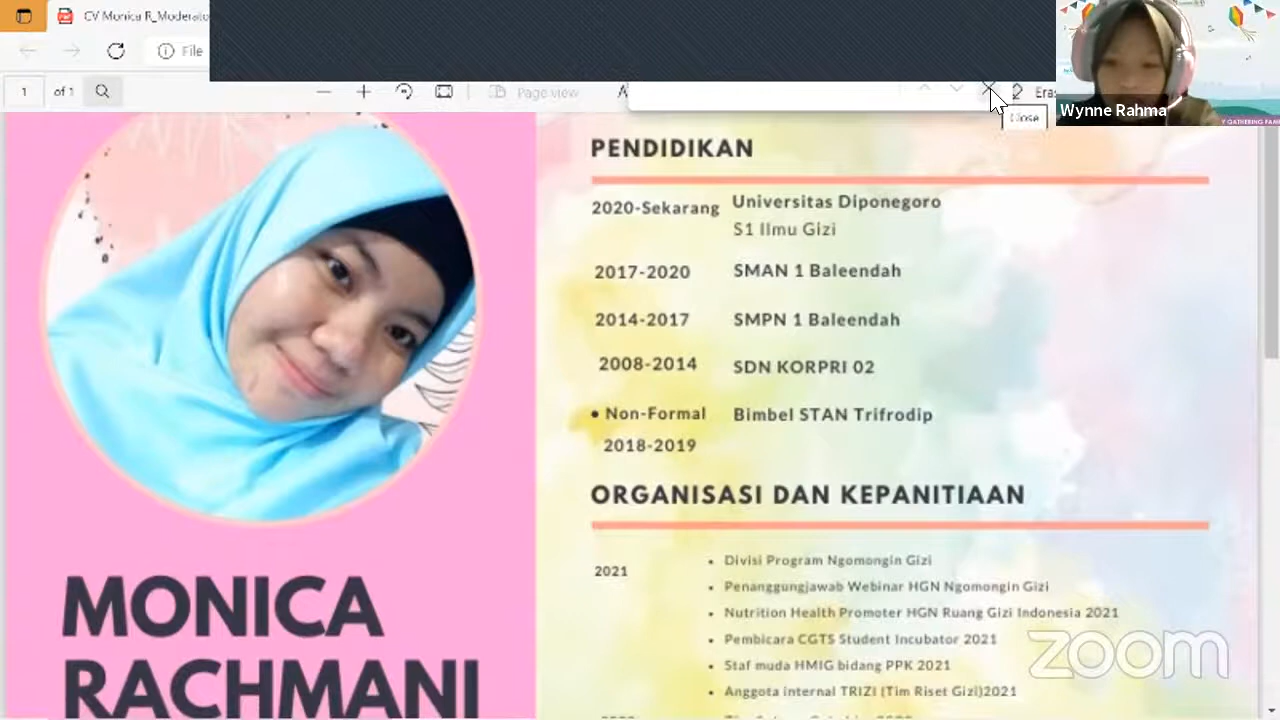 CV Monica R_Moderato
File
1 of 1
Page view
Eras
Close
Wynne Rahma
Y GATHERING FAMI
PENDIDIKAN
2020-Sekarang Universitas Diponegoro
S1 Ilmu Gizi
2017-2020 SMAN 1 Baleendah
2014-2017 SMPN 1 Baleendah
2008-2014 SDN KORPRI 02
• Non-Formal Bimbel STAN Trifrodip
2018-2019
ORGANISASI DAN KEPANITIAAN
2021
• Divisi Program Ngomongin Gizi
• Penanggungjawab Webinar HGN Ngomongin Gizi
• Nutrition Health Promoter HGN Ruang Gizi Indonesia 2021
• Pembicara CGTS Student Incubator 2021
• Staf muda HMIG bidang PPK 2021
• Anggota internal TRIZI (Tim Riset Gizi)2021
MONICA
RACHMANI
zoom